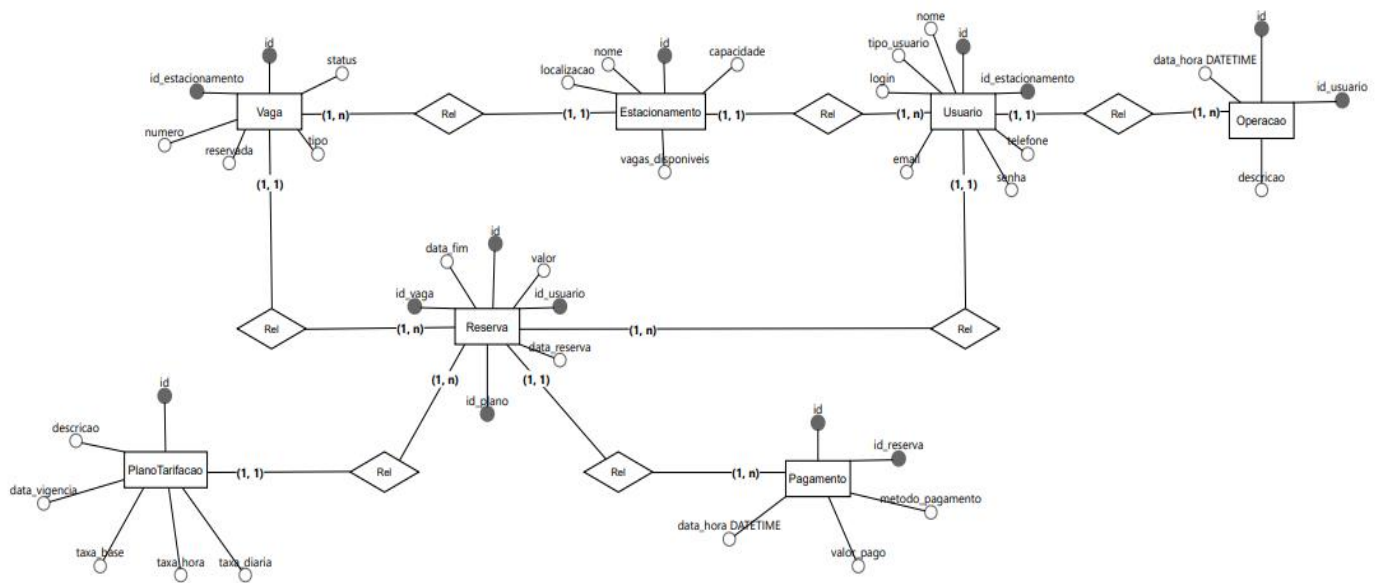 nome
id
id
tipo_usuario
id
data_hora DATETIME
id
status
nome
capacidade
id_estacionamento
localizacao
login
id_estacionamento
id_usuario
Vaga
(1, n)
Rel
(1, 1)
Estacionamento
(1, 1)
Rel
(1, n)
Usuario
(1, 1)
Rel
(1, n)
Operacao
numero
reservada
tipo
vagas_disponiveis
email
telefone
senha
descricao
(1, 1)
(1, 1)
id
data_fim
valor
id_vaga
id_usuario
Rel
(1, n)
Reserva
(1, n)
Rel
data_reserva
(1, n)
(1, 1)
id_plano
id
descricao
PlanoTarifacao
(1, 1)
Rel
data_vigencia
taxa_base
taxa_hora
taxa_diaria
id
id_reserva
Rel
(1, n)
Pagamento
metodo_pagamento
data_hora DATETIME
valor_pago